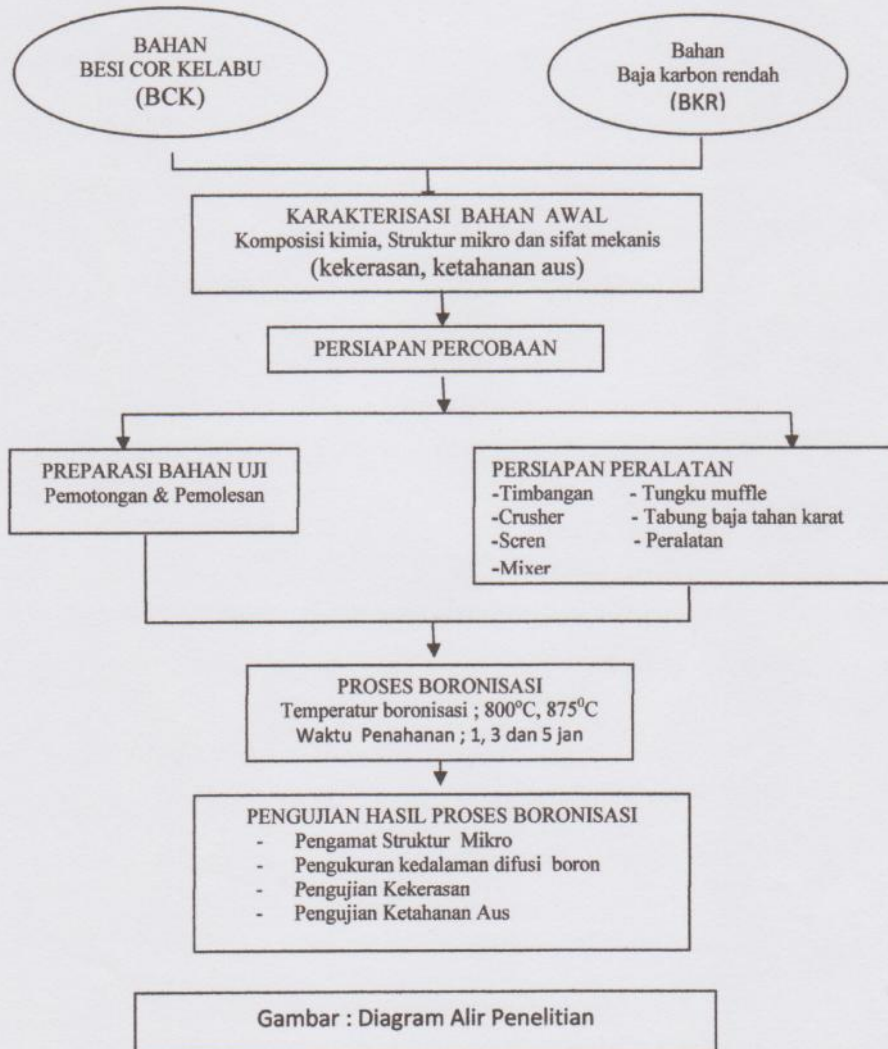 BAHAN
BESI COR KELABU
(BCK)
Bahan
Baja karbon rendah
(BKR)
KARAKTERISASI BAHAN AWAL
Komposisi kimia, Struktur mikro dan sifat mekanis
(kekerasan, ketahanan aus)
PERSIAPAN PERCOBAAN
PREPARASI BAHAN UJI
Pemotongan & Pemolesan
PERSIAPAN PERALATAN
-Timbangan - Tungku muffle
-Crusher - Tabung baja tahan karat
-Scren - Peralatan
-Mixer
PROSES BORONISASI
Temperatur boronisasi ; 800°C, 875⁰C
Waktu Penahanan ; 1, 3 dan 5 jan
PENGUJIAN HASIL PROSES BORONISASI
- Pengamat Struktur Mikro
- Pengukuran kedalaman difusi boron
- Pengujian Kekerasan
- Pengujian Ketahanan Aus
Gambar : Diagram Alir Penelitian